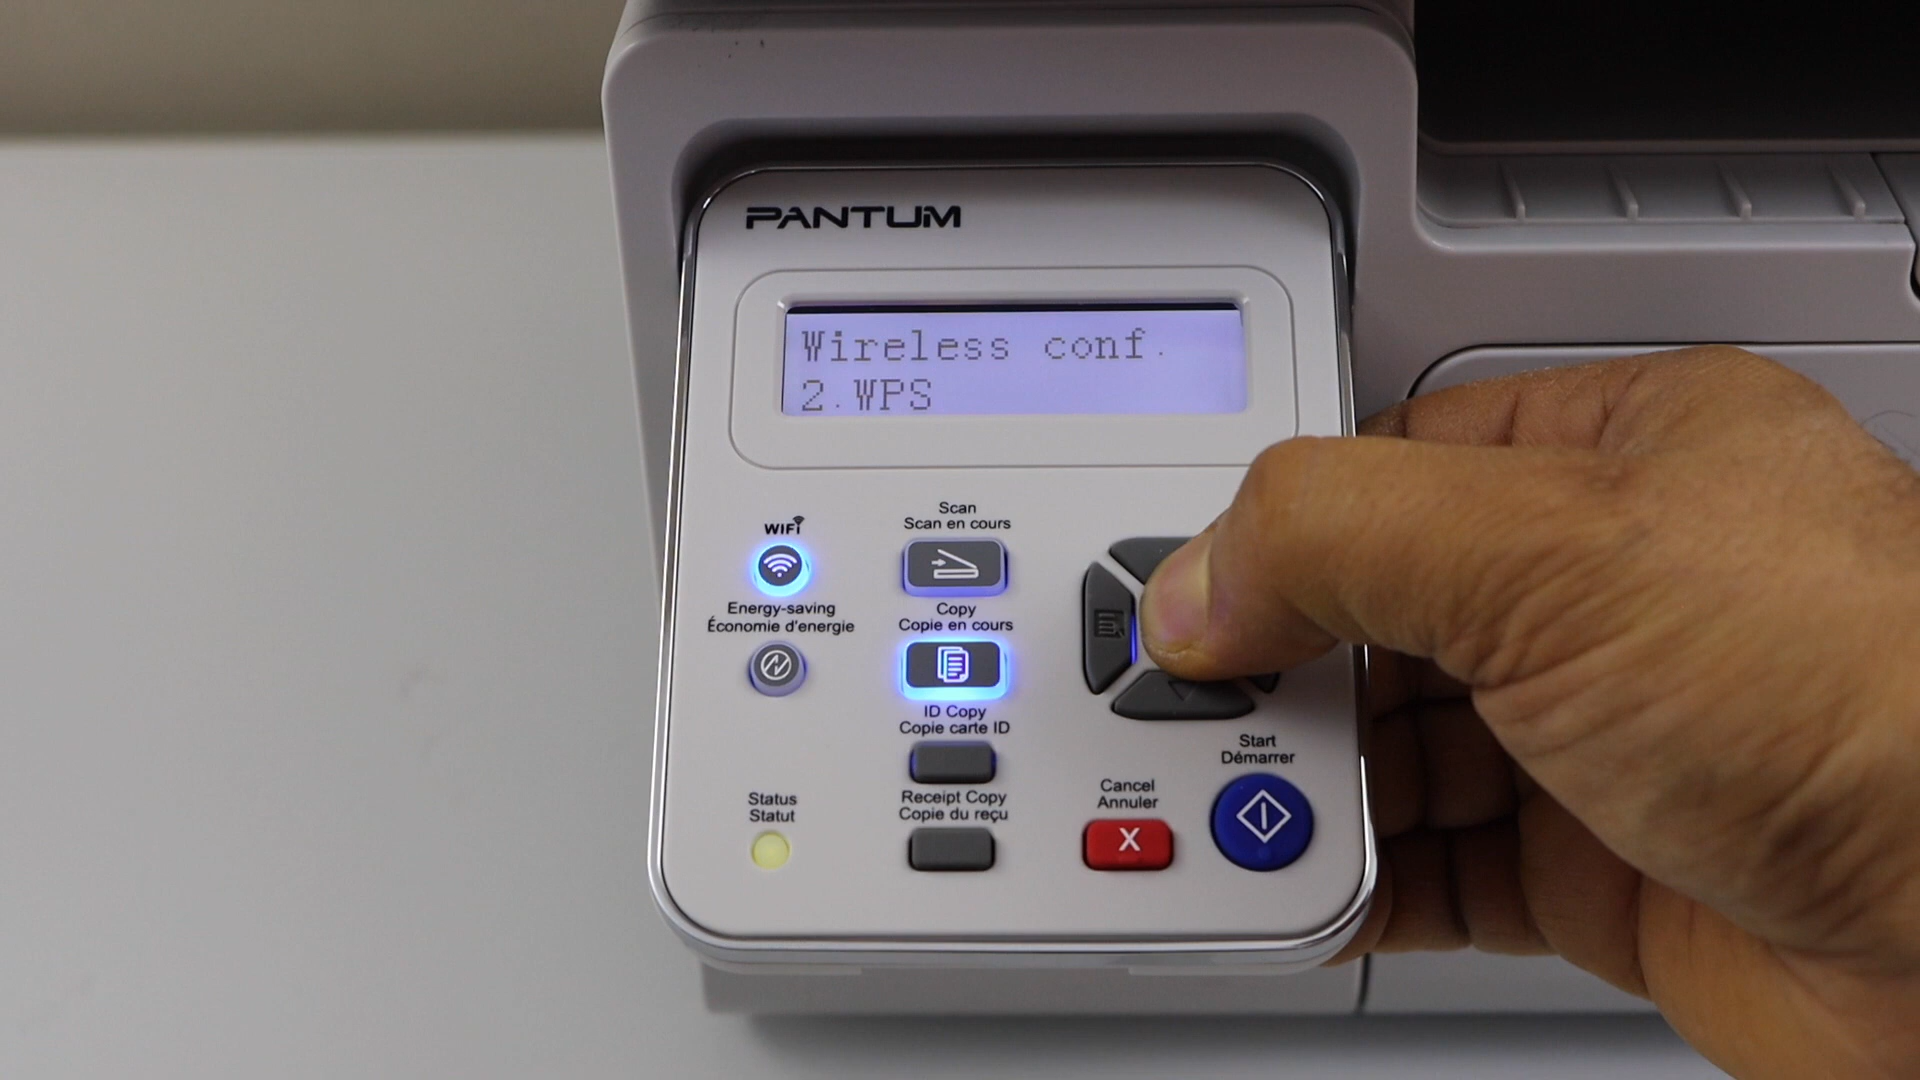 PANTUM
Wireless conf.
2.WPS
WiFi
Energy-saving
Économie d'energie
Status
Statut
Scan
Scan en cours
Copy
Copie en cours
ID Copy
Copie carte ID
Receipt Copy
Copie du reçu
Cancel
Annuler
X
Start
Démarrer